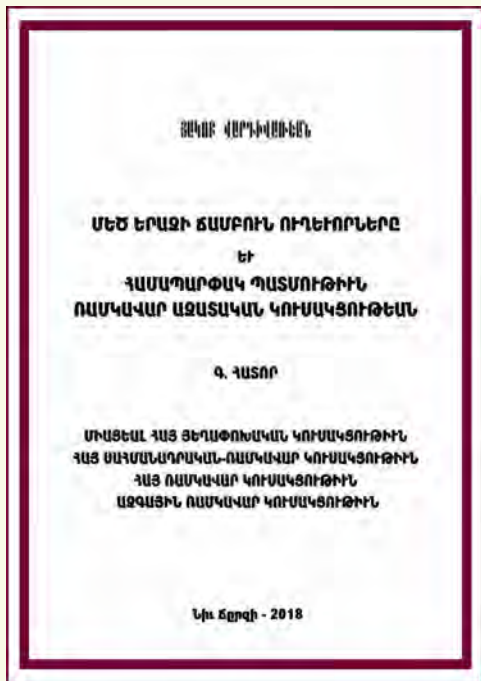 ՅԱԿՈԲ ՎԱՐԴԻՎԱՌԵԱՆ
ՄԵԾ ԵՐԱԶԻ ՃԱՄԲՈՒՆ ՈՒՂԵՒՈՐՆԵՐԸ
ԵՒ
ՀԱՄԱՊԱՐՓԱԿ ՊԱՏՄՈՒԹԻՒՆ
ՌԱՄԿԱՎԱՐ ԱԶԱՏԱԿԱՆ ԿՈՒՍԱԿՑՈՒԹԵԱՆ
Գ. ՀԱՏՈՐ
ՄԻԱՑԵԱԼ ՀԱՅ ՅԵՂԱՓՈԽԱԿԱՆ ԿՈՒՍԱԿՑՈՒԹԻՒՆ
ՀԱՅ ՍԱՀՄԱՆԱԴՐԱԿԱՆ-ՌԱՄԿԱՎԱՐ ԿՈՒՍԱԿՑՈՒԹԻՒՆ
ՀԱՅ ՌԱՄԿԱՎԱՐ ԿՈՒՍԱԿՑՈՒԹԻՒՆ
ԱԶԳԱՅԻՆ ՌԱՄԿԱՎԱՐ ԿՈՒՍԱԿՑՈՒԹԻՒՆ
Նիւ Ճըրզի - 2018